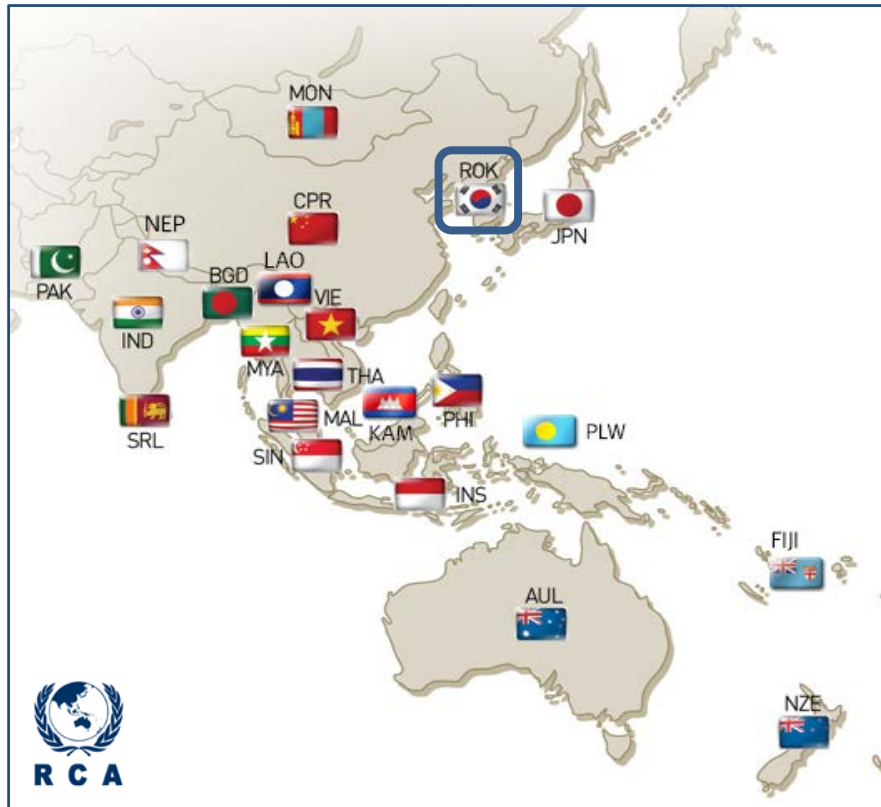 MON
ROK
CPR
JPN
NEP
LAO
BGD
PAK
VIE
IND
MYA
THA
SRL
MAL
KAM
PHI
PLW
SIN
INS
FIJI
AUL
NZE
RCA